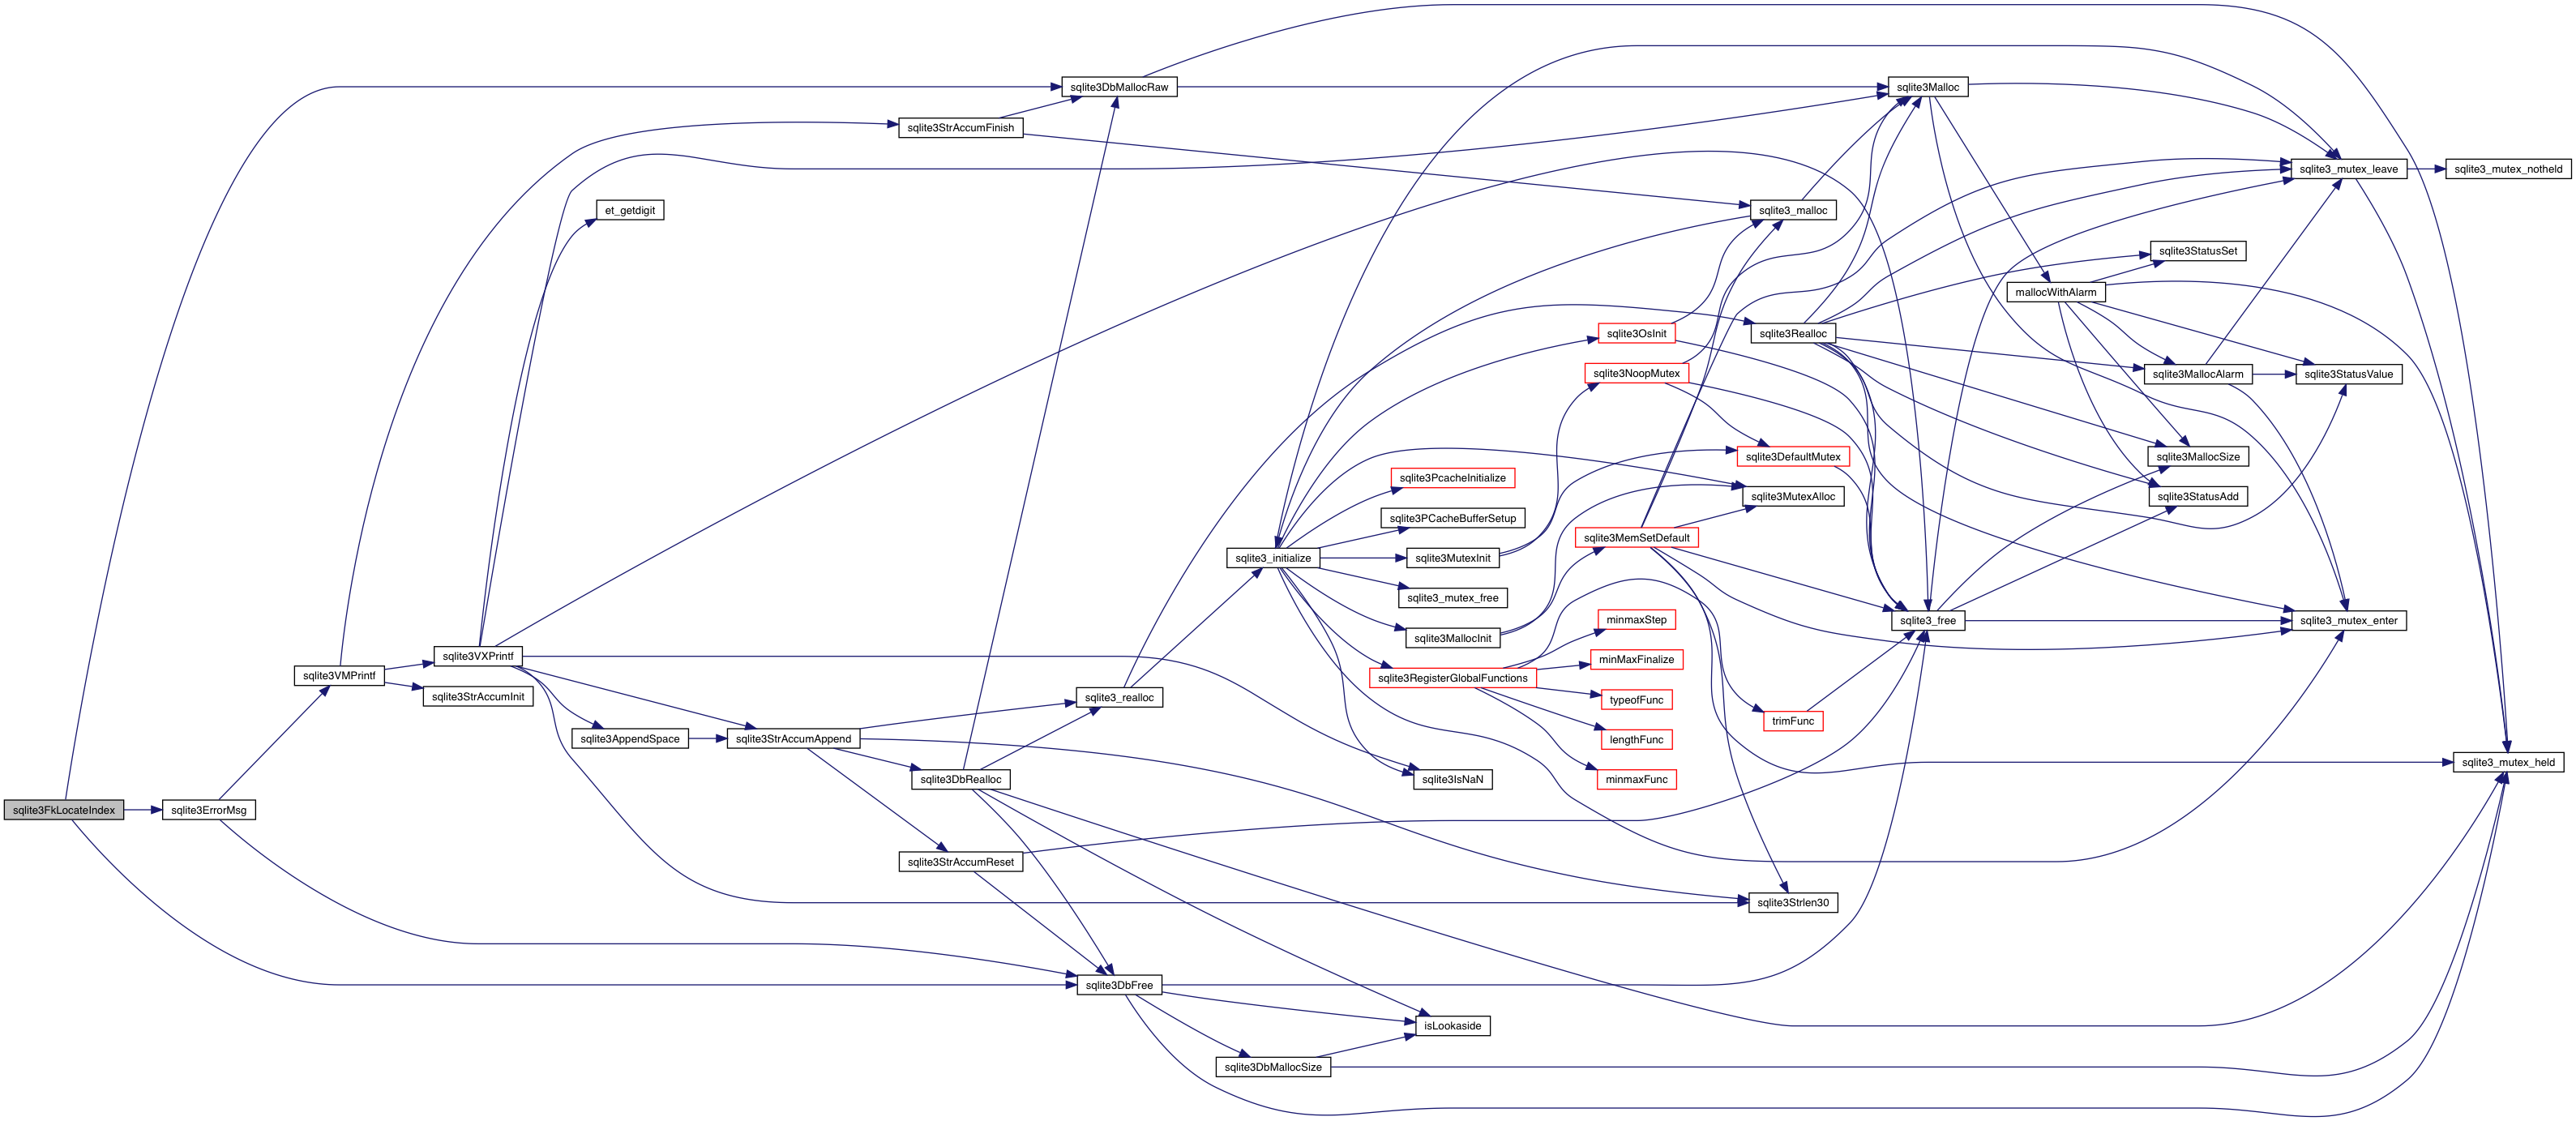 sqlite3DbMallocRaw
sqlite3Malloc
sqlite3StrAccumFinish
sqlite3_mutex_leave
sqlite3_mutex_notheld
et_getdigit
sqlite3_malloc
sqlite3StatusSet
mallocWithAlarm
sqlite3OsInit
sqlite3Realloc
sqlite3NoopMutex
sqlite3MallocAlarm
sqlite3StatusValue
sqlite3DefaultMutex
sqlite3MallocSize
sqlite3PcacheInitialize
sqlite3MutexAlloc
sqlite3StatusAdd
sqlite3PCacheBufferSetup
sqlite3MemSetDefault
sqlite3_initialize
sqlite3MutexInit
sqlite3_mutex_free
sqlite3MallocInit
minmaxStep
sqlite3_free
sqlite3_mutex_enter
sqlite3VXPrintf
minMaxFinalize
sqlite3VMPrintf
sqlite3RegisterGlobalFunctions
sqlite3StrAccumInit
sqlite3_realloc
typeofFunc
trimFunc
sqlite3AppendSpace
sqlite3StrAccumAppend
lengthFunc
sqlite3_mutex_held
sqlite3DbRealloc
sqlite3IsNaN
minmaxFunc
sqlite3FkLocateIndex
sqlite3ErrorMsg
sqlite3StrAccumReset
sqlite3Strlen30
sqlite3DbFree
isLookaside
sqlite3DbMallocSize